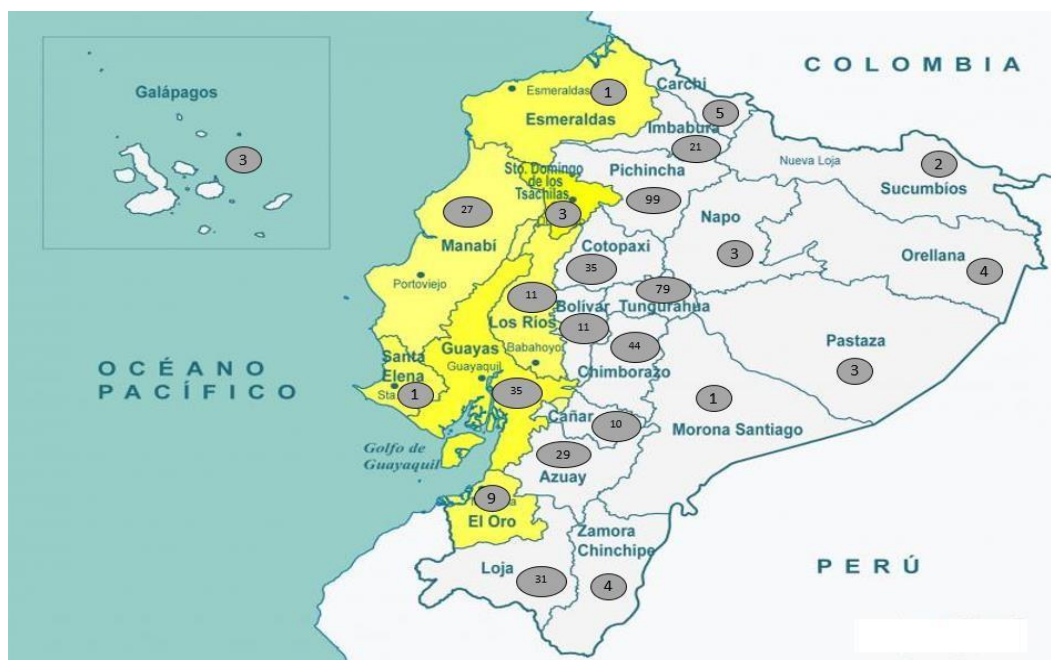 COLOMBIA
Galápagos
3
Carchi
5
Esmeraldas
1
Esmeraldas
Imbabura
21
Pichincha
99
Nueva Loja
2
Sucumbios
Sto. Domingo
de los
Tsáchilas
3
27
Manabí
Napo
3
Cotopaxi
35
Orellana
4
Portoviejo
79
Tungurahua
11
Los Ríos
Bolívar
11
Babahoyo
44
Chimborazo
Pastaza
3
Guayas
Guayaquil
35
Santa
Elena
Sta
1
OCÉANO
PACÍFICO
1
Morona Santiago
Cañar
10
Golfo de
Guayaquil
29
Azuay
9
El Oro
Zamora
Chinchipe
4
Loja
31
PERÚ